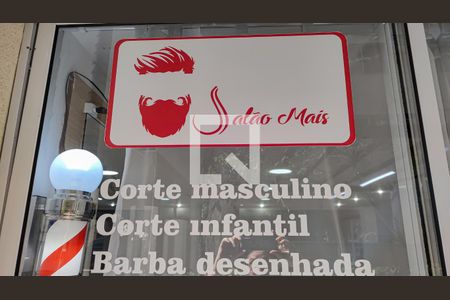 Salão Mais
Corte masculino
Corte infantil
Barba desenhada